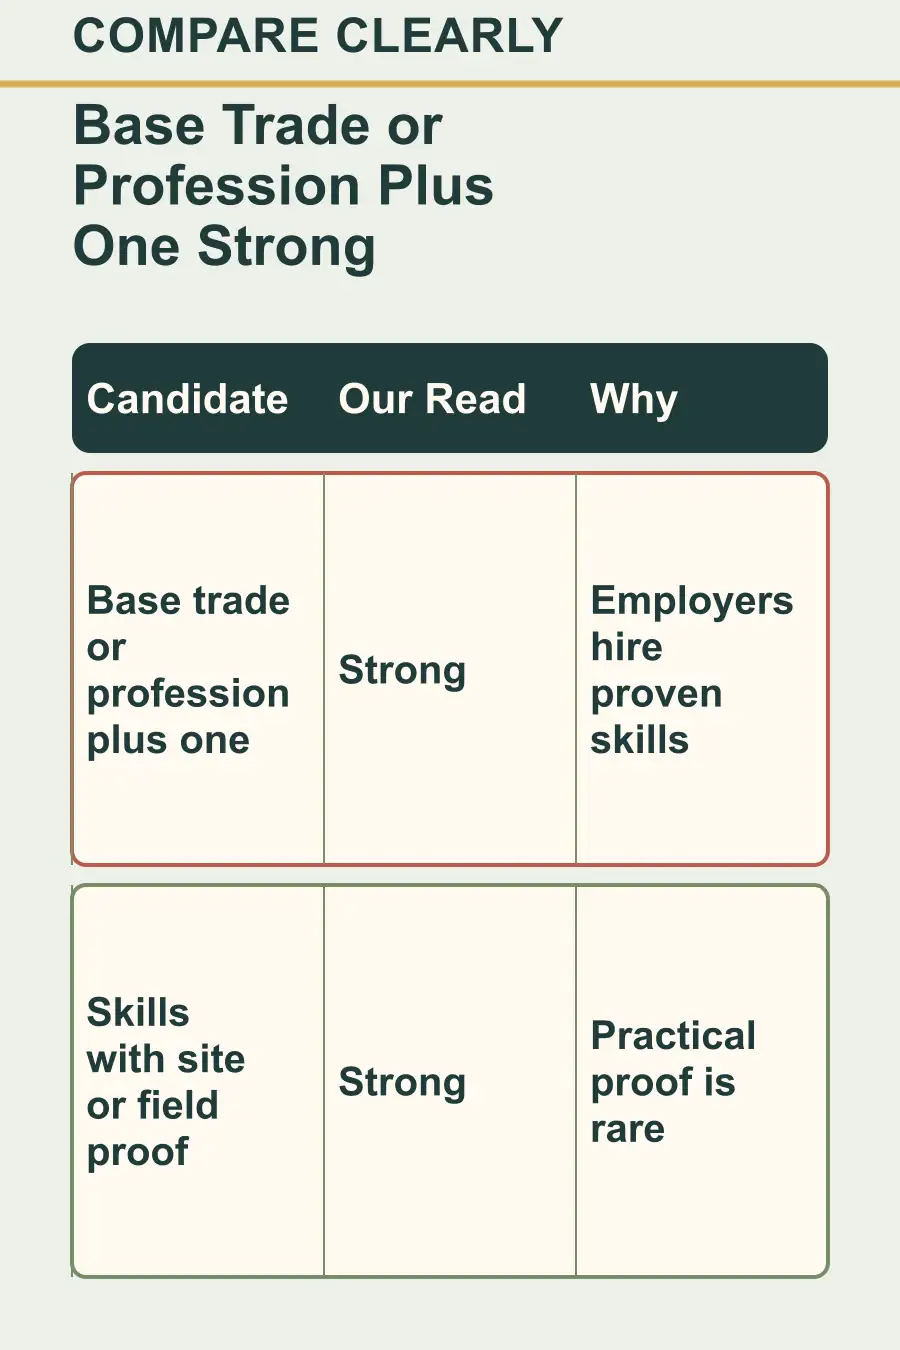 COMPARE CLEARLY
Base Trade or
Profession Plus
One Strong
Candidate Our Read Why
Base trade
or
profession
plus one
Strong
Employers
hire
proven
skills
Skills
with site
or field
proof
Strong
Practical
proof is
rare